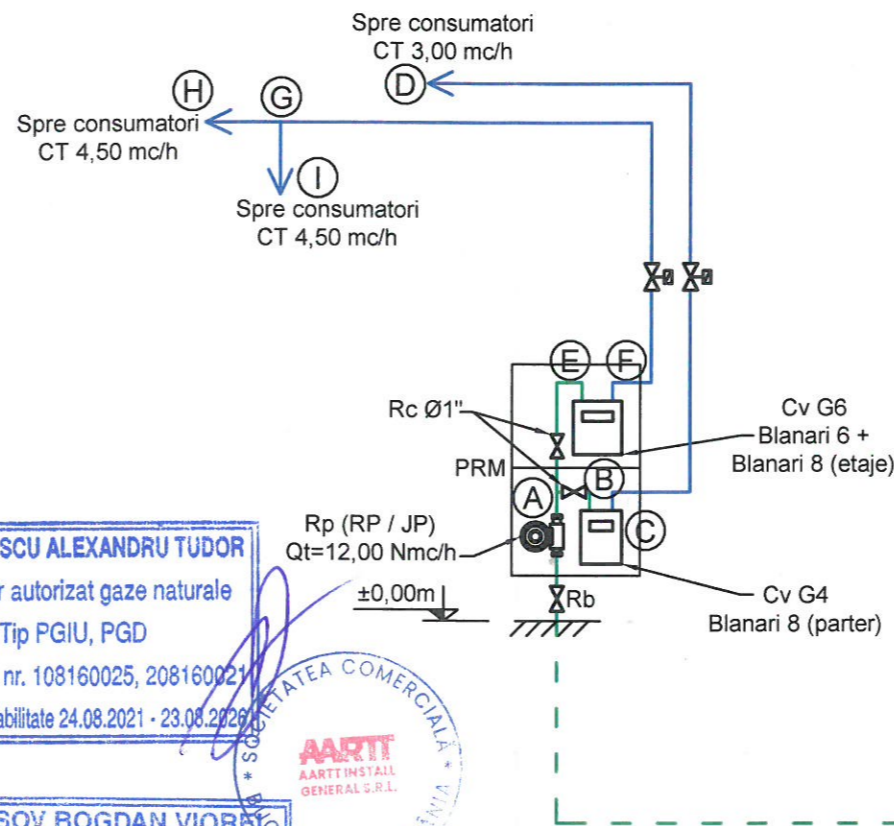 Spre consumatori
CT 3,00 mc/h
D
H
G
Spre consumatori
CT 4,50 mc/h
I
Spre consumatori
CT 4,50 mc/h
E
F
Rc Ø1"
Cv G6
Blanari 6 +
Blanari 8 (etaje)
PRM
B
A
Rp (RP / JP)
Qt=12,00 Nmc/h
C
±0,00m
Rb
Cv G4
Blanari 8 (parter)
SCU ALEXANDRU TUDOR
r autorizat gaze naturale
Tip PGIU, PGD
nr. 108160025, 208160021
abilitate 24.08.2021 - 23.08.2026
SOCIETATEA COMERCIALĂ *
AARTT
AARTT INSTALL
GENERAL S.R.L.
SOV BOGDAN VIOREL